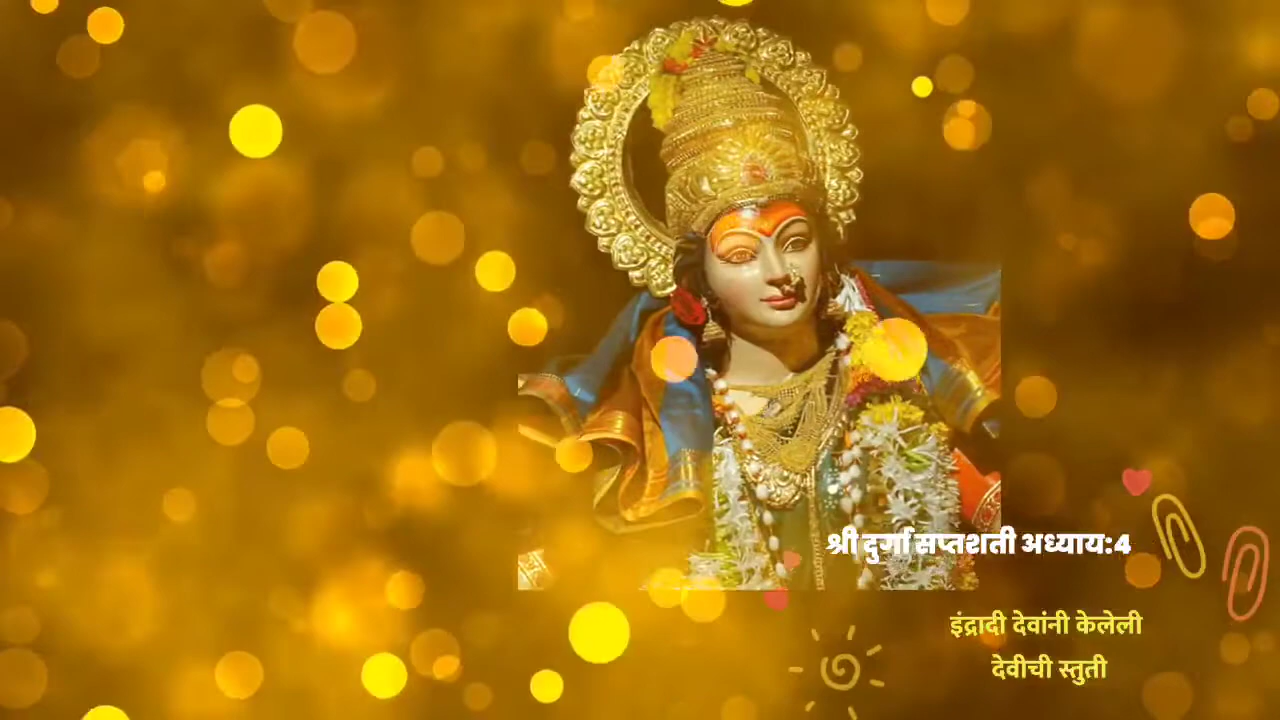 श्री दुर्गा सप्तशती अध्याय:4
इंद्रादी देवांनी केलेली
देवीची स्तुती